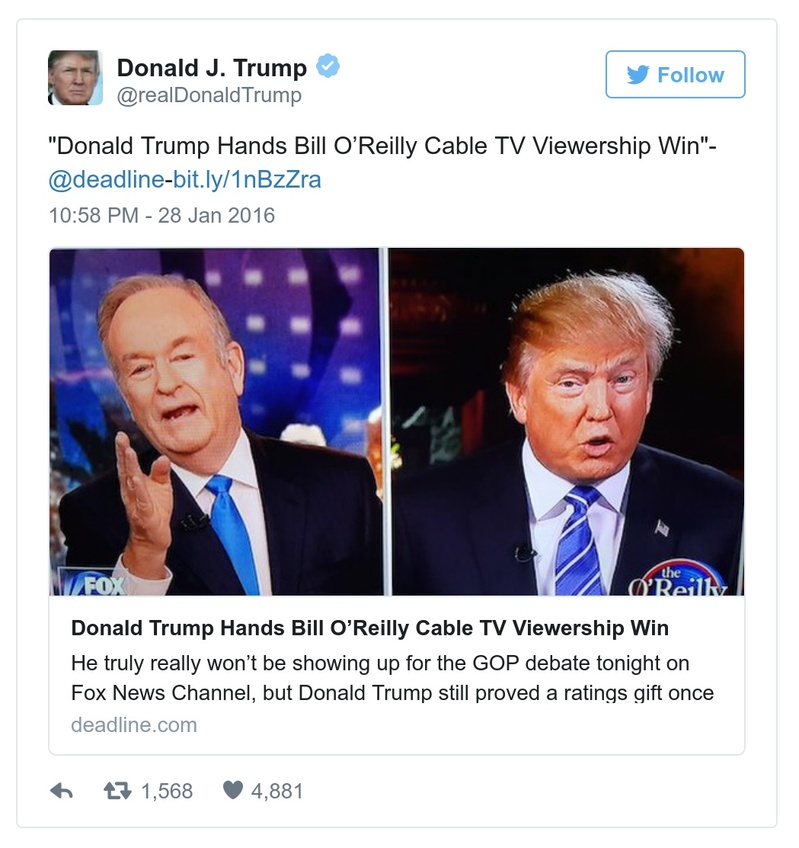 Donald J. Trump
@realDonaldTrump
Follow
"Donald Trump Hands Bill O’Reilly Cable TV Viewership Win"-
@deadline-bit.ly/1nBzZra
10:58 PM - 28 Jan 2016
FOX
the
O'Reilly
Donald Trump Hands Bill O’Reilly Cable TV Viewership Win
He truly really won’t be showing up for the GOP debate tonight on
Fox News Channel, but Donald Trump still proved a ratings gift once
deadline.com
1,568
4,881